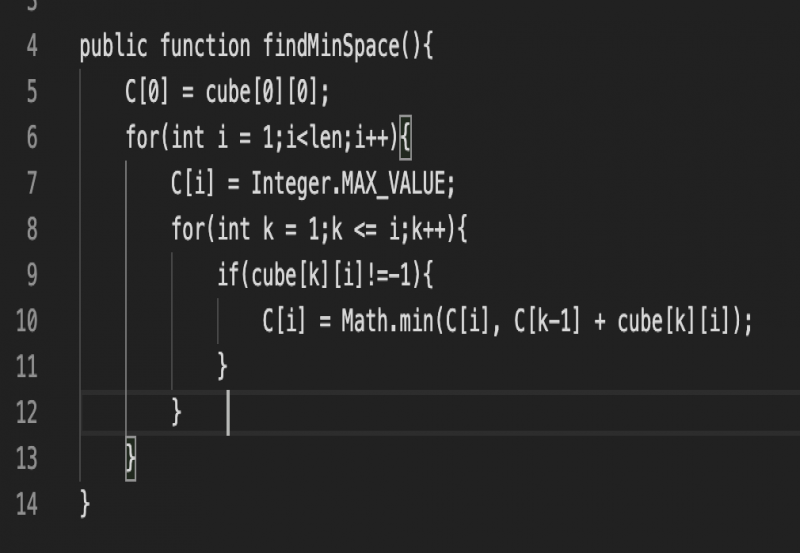 4 public function findMinSpace(){
5 C[0] = cube[0][0];
6 for(int i = 1;i<len;i++){
7 C[i] = Integer.MAX_VALUE;
8 for(int k = 1;k <= i;k++){
9 if(cube[k][i]!=-1){
10 C[i] = Math.min(C[i], C[k-1] + cube[k][i]);
11 }
12 }
13 }
14 }